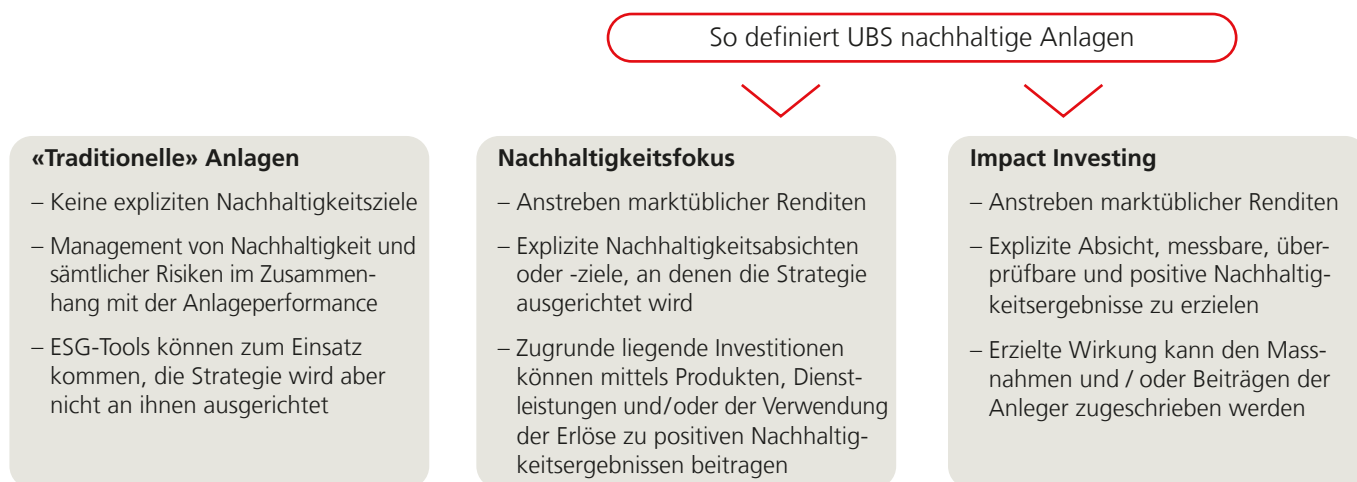 So definiert UBS nachhaltige Anlagen
«Traditionelle» Anlagen
– Keine expliziten Nachhaltigkeitsziele
– Management von Nachhaltigkeit und
sämtlicher Risiken im Zusammen-
hang mit der Anlageperformance
– ESG-Tools können zum Einsatz
kommen, die Strategie wird aber
nicht an ihnen ausgerichtet
Nachhaltigkeitsfokus
– Anstreben marktüblicher Renditen
– Explizite Nachhaltigkeitsabsichten
oder -ziele, an denen die Strategie
ausgerichtet wird
– Zugrunde liegende Investitionen
können mittels Produkten, Dienst-
leistungen und/oder der Verwendung
der Erlöse zu positiven Nachhaltig-
keitsergebnissen beitragen
Impact Investing
– Anstreben marktüblicher Renditen
– Explizite Absicht, messbare, über-
prüfbare und positive Nachhaltig-
keitsergebnisse zu erzielen
– Erzielte Wirkung kann den Mass-
nahmen und / oder Beiträgen der
Anleger zugeschrieben werden